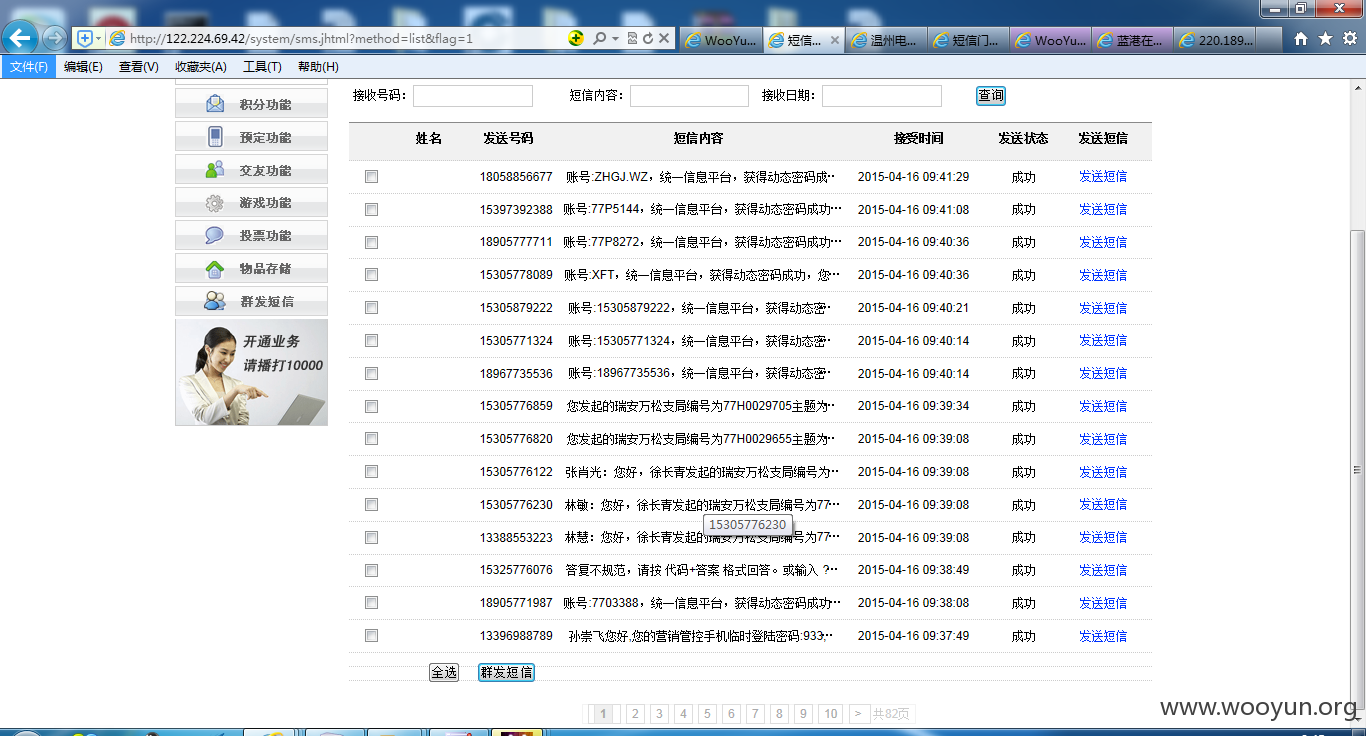 http://122.224.69.42/system/sms.jhtml?method=list&flag=1
WooYu...
短信...
温州电...
短信门...
WooYu...
蓝港在...
220.189...
文件(F) 编辑(E) 查看(V) 收藏夹(A) 工具(T) 帮助(H)
积分功能
预定功能
交友功能
游戏功能
投票功能
物品存储
群发短信
开通业务
请播打10000
接收号码： 短信内容： 接收日期： 查询
姓名 发送号码 短信内容 接受时间 发送状态 发送短信
18058856677 账号:ZHGJ.WZ，统一信息平台，获得动态密码成… 2015-04-16 09:41:29 成功 发送短信
15397392388 账号:77P5144，统一信息平台，获得动态密码成功… 2015-04-16 09:41:08 成功 发送短信
18905777711 账号:77P8272，统一信息平台，获得动态密码成功… 2015-04-16 09:40:36 成功 发送短信
15305778089 账号:XFT，统一信息平台，获得动态密码成功，您… 2015-04-16 09:40:36 成功 发送短信
15305879222 账号:15305879222，统一信息平台，获得动态密… 2015-04-16 09:40:21 成功 发送短信
15305771324 账号:15305771324，统一信息平台，获得动态密… 2015-04-16 09:40:14 成功 发送短信
18967735536 账号:18967735536，统一信息平台，获得动态密… 2015-04-16 09:40:14 成功 发送短信
15305776859 您发起的瑞安万松支局编号为77H0029705主题为… 2015-04-16 09:39:34 成功 发送短信
15305776820 您发起的瑞安万松支局编号为77H0029655主题为… 2015-04-16 09:39:08 成功 发送短信
15305776122 张肖光：您好，徐长青发起的瑞安万松支局编号为… 2015-04-16 09:39:08 成功 发送短信
15305776230 林敏：您好，徐长青发起的瑞安万松支局编号为77… 2015-04-16 09:39:08 成功 发送短信
15305776230
13388553223 林慧：您好，徐长青发起的瑞安万松支局编号为77… 2015-04-16 09:39:08 成功 发送短信
15325776076 答复不规范，请按 代码+答案 格式回答。或输入 ?… 2015-04-16 09:38:49 成功 发送短信
18905771987 账号:7703388，统一信息平台，获得动态密码成功… 2015-04-16 09:38:08 成功 发送短信
13396988789 孙崇飞您好,您的营销管控手机临时登陆密码:933,… 2015-04-16 09:37:49 成功 发送短信
全选 群发短信
1 2 3 4 5 6 7 8 9 10 > 共82页
www.wooyun.org